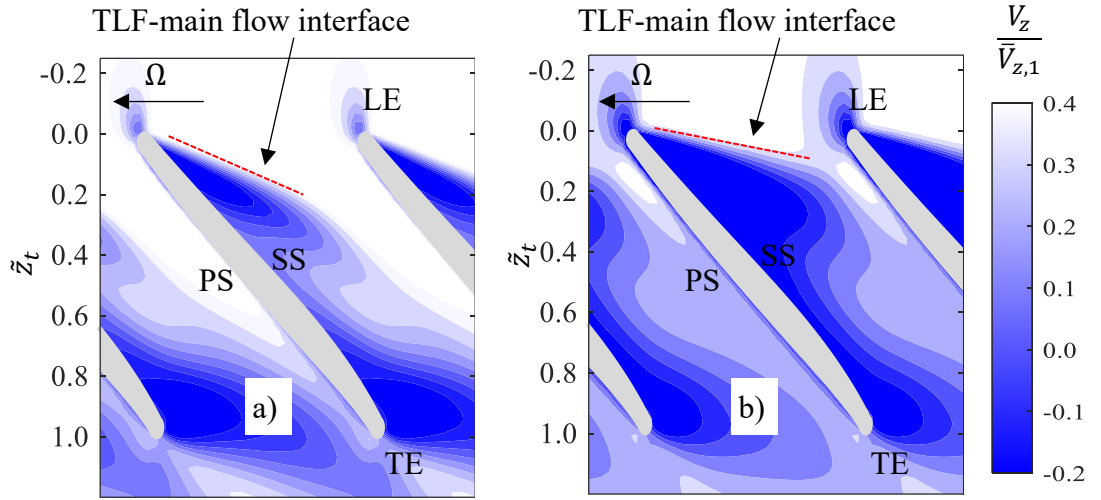 TLF-main flow interface
TLF-main flow interface
V_z
V̄_{z,1}
-0.2
0.0
0.2
0.4
0.6
0.8
1.0
z̃_t
Ω
LE
PS
SS
a)
TE
-0.2
0.0
0.2
0.4
0.6
0.8
1.0
z̃_t
Ω
LE
PS
SS
b)
TE
0.4
0.3
0.2
0.1
0.0
-0.1
-0.2